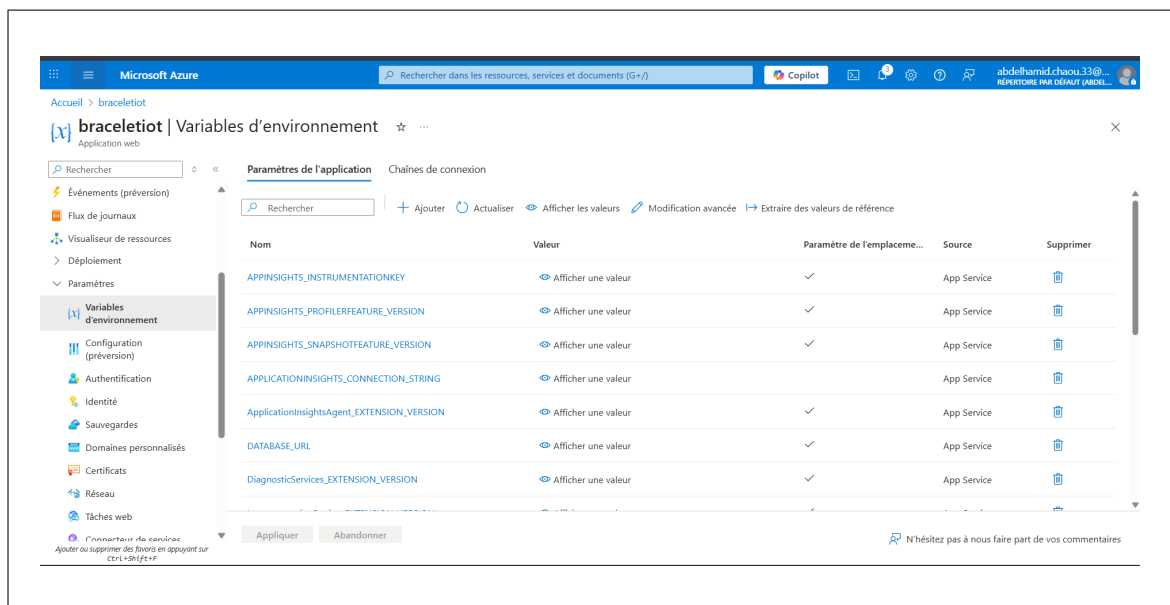 Microsoft Azure
Rechercher dans les ressources, services et documents (G+/)
Copilot
3
abdelhamid.chaou.33@...
RÉPERTOIRE PAR DÉFAUT (ABDEL...
Accueil > braceletiot
{x} braceletiot | Variables d'environnement
Application web
Rechercher
Événements (préversion)
Flux de journaux
Visualiseur de ressources
Déploiement
Paramètres
{x} Variables
d'environnement
Configuration
(préversion)
Authentification
Identité
Sauvegardes
Domaines personnalisés
Certificats
Réseau
Tâches web
Connecteur de services
Ajouter ou supprimer des favoris en appuyant sur
Ctrl+Shift+F
Paramètres de l'application Chaînes de connexion
Rechercher Ajouter Actualiser Afficher les valeurs Modification avancée Extraire des valeurs de référence
Nom Valeur Paramètre de l'emplaceme... Source Supprimer
APPINSIGHTS_INSTRUMENTATIONKEY Afficher une valeur App Service
APPINSIGHTS_PROFILERFEATURE_VERSION Afficher une valeur App Service
APPINSIGHTS_SNAPSHOTFEATURE_VERSION Afficher une valeur App Service
APPLICATIONINSIGHTS_CONNECTION_STRING Afficher une valeur App Service
ApplicationInsightsAgent_EXTENSION_VERSION Afficher une valeur App Service
DATABASE_URL Afficher une valeur App Service
DiagnosticServices_EXTENSION_VERSION Afficher une valeur App Service
Appliquer Abandonner
N'hésitez pas à nous faire part de vos commentaires